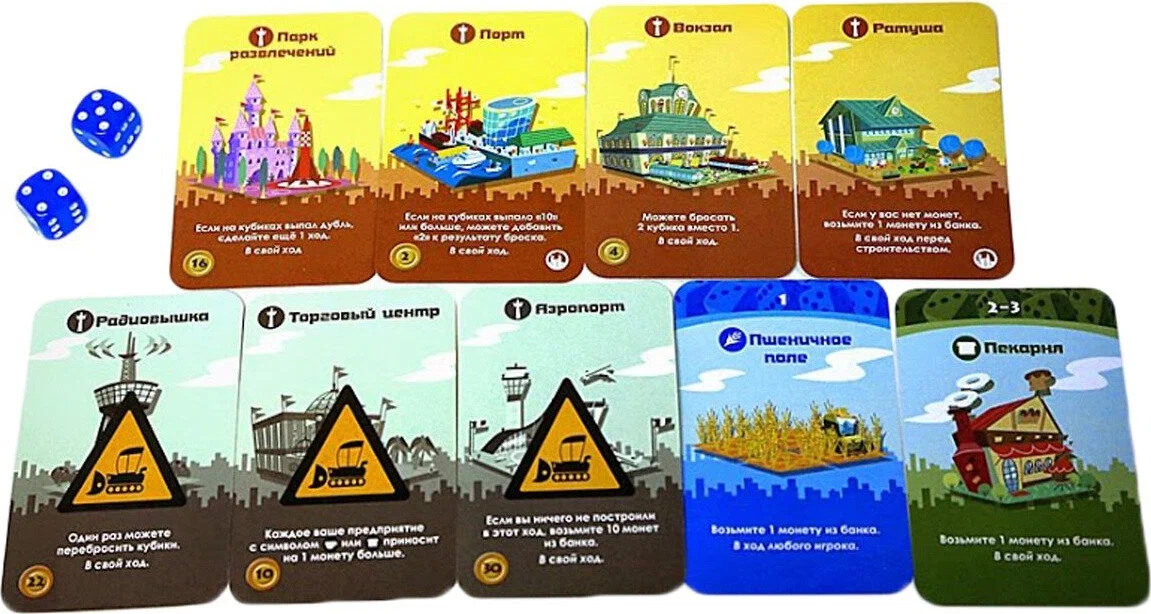 Парк
развлечений
Если на кубиках выпал дубль,
сделайте ещё 1 ход.
В свой ход
16
Порт
Если на кубиках выпало «10»
или больше, можете добавить
«2» к результату броска.
В свой ход.
2
Вокзал
Можете бросать
2 кубика вместо 1.
В свой ход.
4
Ратуша
Если у вас нет монет,
возьмите 1 монету из банка.
В свой ход перед
строительством.
Радиовышка
Один раз можете
перебросить кубики.
В свой ход.
22
Торговый центр
Каждое ваше предприятие
с символом или приносит
на 1 монету больше.
10
Аэропорт
Если вы ничего не построили
в этот ход, возьмите 10 монет
из банка.
В свой ход.
30
1
Пшеничное
поле
Возьмите 1 монету из банка.
В ход любого игрока.
2-3
Пекарня
Возьмите 1 монету из банка.
В свой ход.